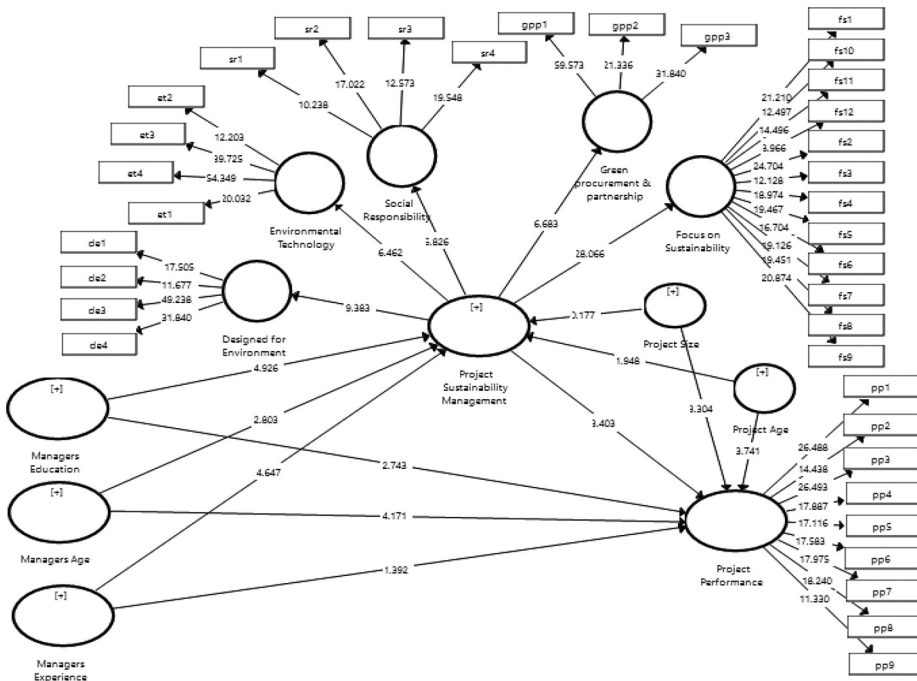 sr2
sr3
gpp1
gpp2
gpp3
fs1
sr1
sr4
fs10
fs11
fs12
fs2
fs3
fs4
fs5
fs6
fs7
fs8
fs9
et2
et3
et4
et1
de1
de2
de3
de4
17.022
12.573
10.238
19.548
59.573
21.336
31.840
12.203
39.725
54.349
20.032
21.210
12.497
14.496
24.704
12.128
18.974
19.467
16.704
19.126
19.451
20.874
Social
Responsibility
Green
procurement &
partnership
Environmental
Technology
Focus on
Sustainability
6.462
6.683
28.066
17.505
11.677
49.238
31.840
Designed for
Environment
9.383
[+]
Project
Sustainability
Management
[+]
Project Size
0.177
1.948
[+]
Project Age
4.926
[+]
Managers
Education
2.803
4.647
3.403
3.304
3.741
2.743
[+]
Managers Age
4.171
[+]
Managers
Experience
1.392
Project
Performance
26.488
14.438
26.493
17.887
17.116
17.583
17.975
18.240
11.330
pp1
pp2
pp3
pp4
pp5
pp6
pp7
pp8
pp9